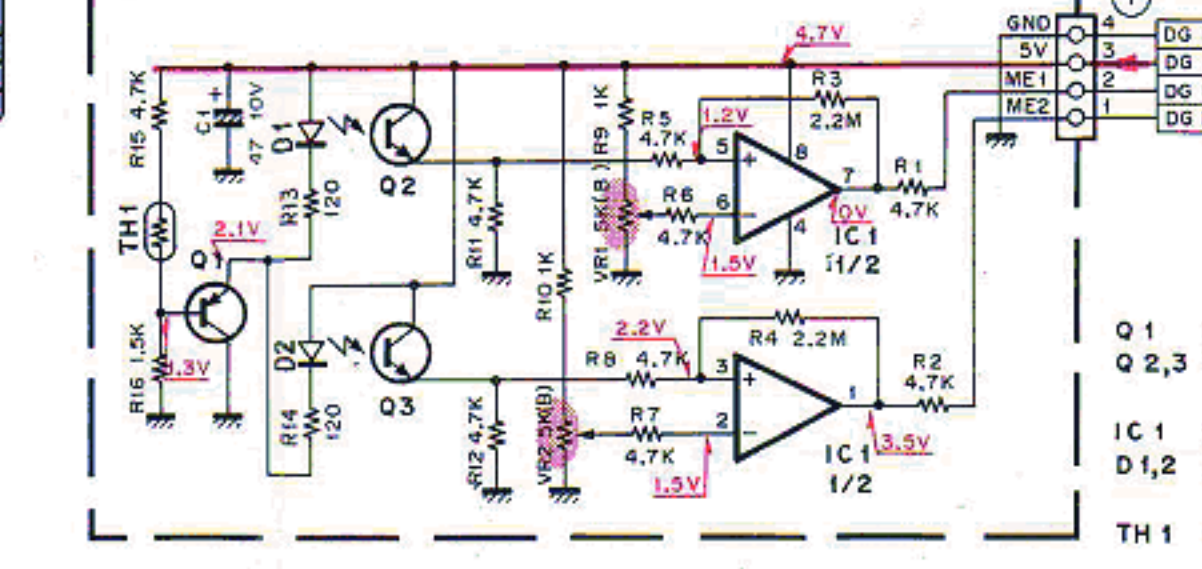 GND 4 DG
5V 3 DG
ME1 2 DG
ME2 1 DG
4.7V
R15 4.7K
+
C1
47 10V
D1
R13
120
Q2
R11 4.7K
R9 1K
R5
4.7K
1.2V
R3
2.2M
5
+
8
7
R1
4.7K
R6
4.7K
6
−
4
0V
IC1
1/2
1.5V
VR1 5K(B)
TH1
2.1V
Q1
R16 1.5K
1.3V
D2
R14
120
Q3
R12 4.7K
R10 1K
VR2 5K(B)
2.2V
R8 4.7K
R4 2.2M
3
+
1
R2
4.7K
R7
4.7K
2
−
1.5V
3.5V
IC1
1/2
Q1
Q2,3
IC1
D1,2
TH1